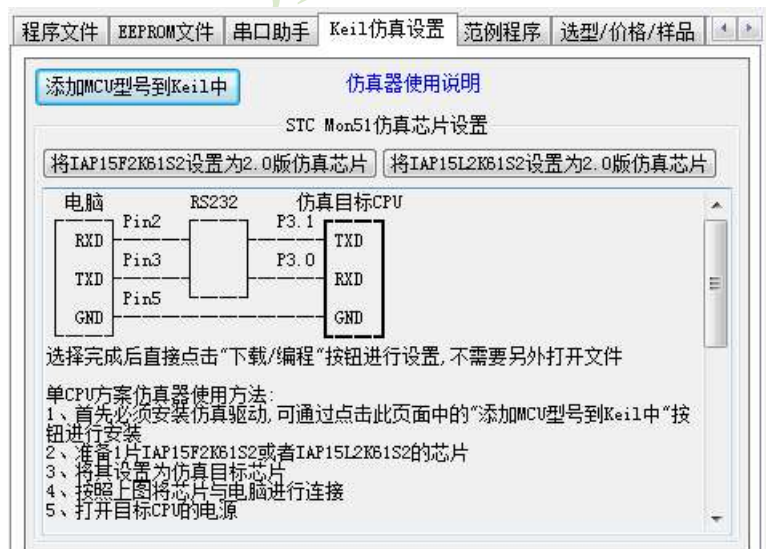 程序文件 EEPROM文件 串口助手 Keil仿真设置 范例程序 选型/价格/样品
添加MCU型号到Keil中 仿真器使用说明
STC Mon51仿真芯片设置
将IAP15F2K61S2设置为2.0版仿真芯片 将IAP15L2K61S2设置为2.0版仿真芯片
电脑 RS232 仿真目标CPU
Pin2 P3.1
RXD TXD
Pin3 P3.0
TXD RXD
Pin5
GND GND
选择完成后直接点击“下载/编程”按钮进行设置,不需要另外打开文件
单CPU方案仿真器使用方法:
1、首先必须安装仿真驱动,可通过点击此页面中的“添加MCU型号到Keil中”按
钮进行安装
2、准备1片IAP15F2K61S2或者IAP15L2K61S2的芯片
3、将其设置为仿真目标芯片
4、按照上图将芯片与电脑进行连接
5、打开目标CPU的电源